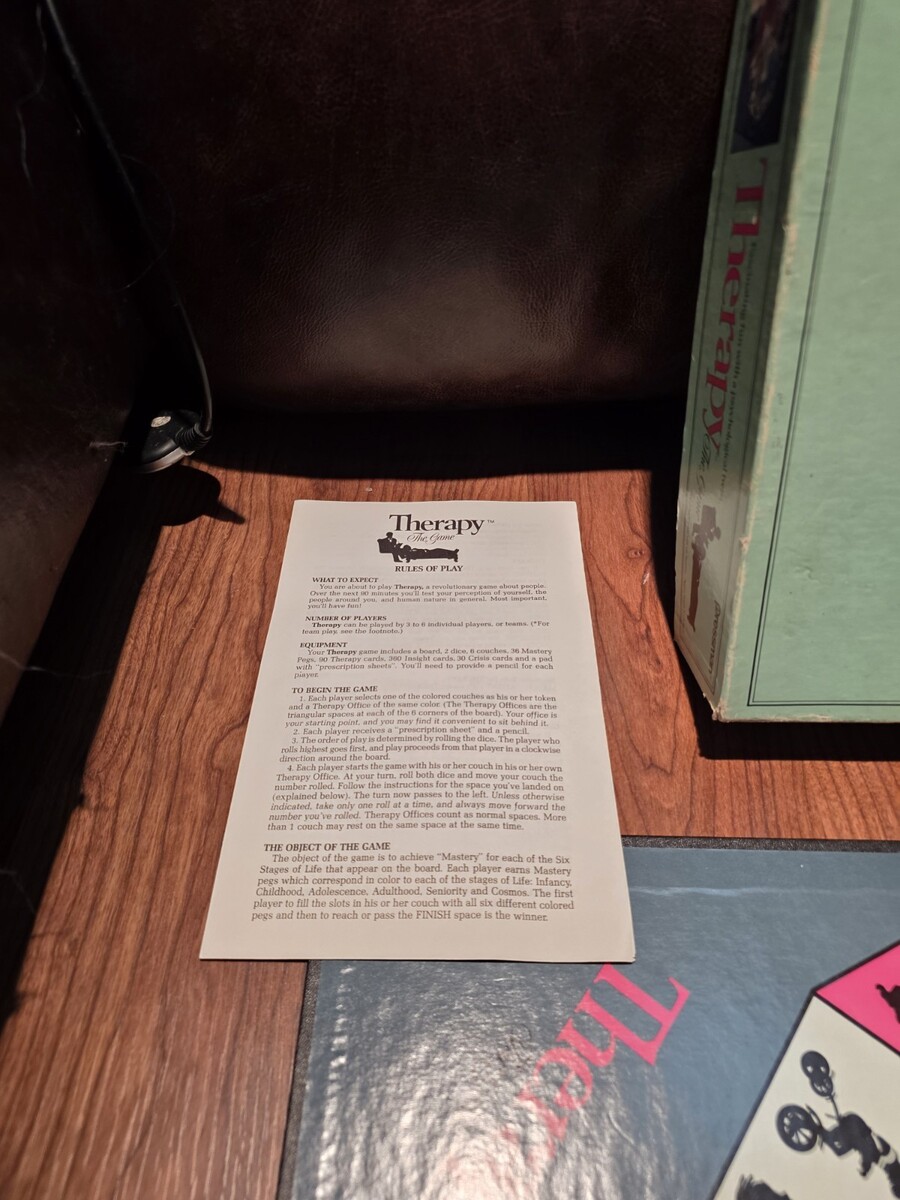 Therapy™
The Game
RULES OF PLAY
WHAT TO EXPECT
You are about to play Therapy, a revolutionary game about people.
Over the next 90 minutes you'll test your perception of yourself, the
people around you, and human nature in general. Most important,
you'll have fun!
NUMBER OF PLAYERS
Therapy can be played by 3 to 6 individual players, or teams. (*For
team play, see the footnote.)
EQUIPMENT
Your Therapy game includes a board, 2 dice, 6 couches, 36 Mastery
Pegs, 90 Therapy cards, 360 Insight cards, 30 Crisis cards and a pad
with "prescription sheets". You'll need to provide a pencil for each
player.
TO BEGIN THE GAME
1. Each player selects one of the colored couches as his or her token
and a Therapy Office of the same color. (The Therapy Offices are the
triangular spaces at each of the 6 corners of the board). Your office is
your starting point, and you may find it convenient to sit behind it.
2. Each player receives a "prescription sheet" and a pencil.
3. The order of play is determined by rolling the dice. The player who
rolls highest goes first, and play proceeds from that player in a clockwise
direction around the board.
4. Each player starts the game with his or her couch in his or her own
Therapy Office. At your turn, roll both dice and move your couch the
number rolled. Follow the instructions for the space you've landed on
(explained below). The turn now passes to the left. Unless otherwise
indicated, take only one roll at a time, and always move forward the
number you've rolled. Therapy Offices count as normal spaces. More
than 1 couch may rest on the same space at the same time.
THE OBJECT OF THE GAME
The object of the game is to achieve "Mastery" for each of the Six
Stages of Life that appear on the board. Each player earns Mastery
pegs which correspond in color to each of the stages of Life: Infancy,
Childhood, Adolescence, Adulthood, Seniority and Cosmos. The first
player to fill the slots in his or her couch with all six different colored
pegs and then to reach or pass the FINISH space is the winner.
Therapy
The
fun with a psychological
Ther